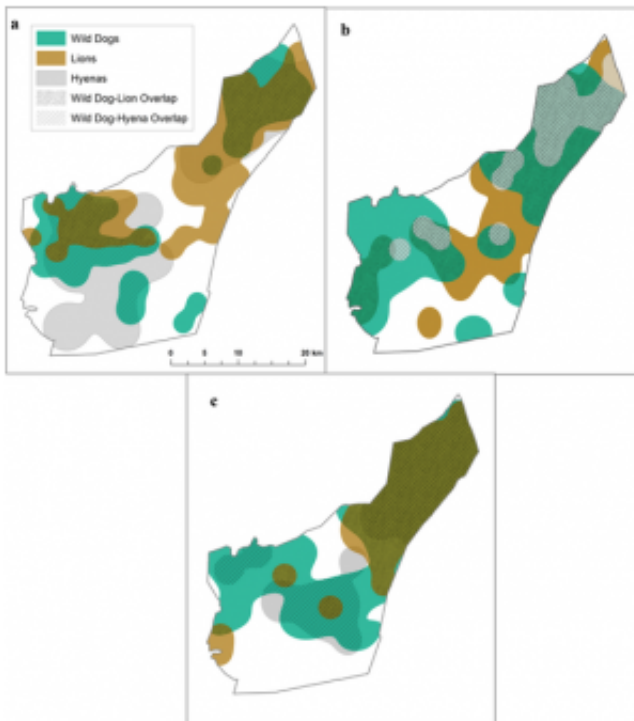 a
Wild Dogs
Lions
Hyenas
Wild Dog-Lion Overlap
Wild Dog-Hyena Overlap
0 5 10 20 km
b
c